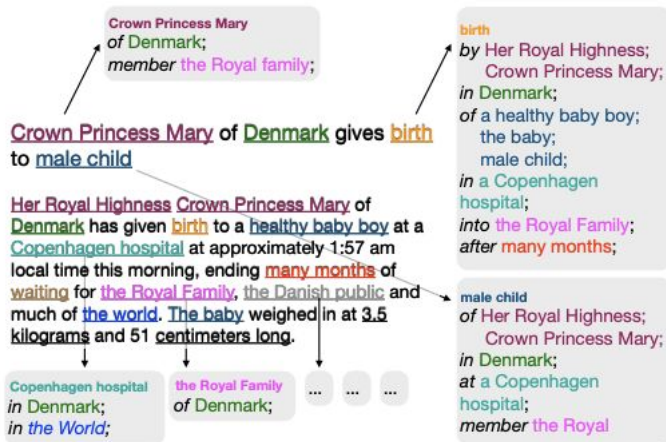 Crown Princess Mary
of Denmark;
member the Royal family;
Crown Princess Mary of Denmark gives birth
to male child
Her Royal Highness Crown Princess Mary of
Denmark has given birth to a healthy baby boy at a
Copenhagen hospital at approximately 1:57 am
local time this morning, ending many months of
waiting for the Royal Family, the Danish public and
much of the world. The baby weighed in at 3.5
kilograms and 51 centimeters long.
Copenhagen hospital
in Denmark;
in the World;
the Royal Family
of Denmark;
... ... ...
birth
by Her Royal Highness;
Crown Princess Mary;
in Denmark;
of a healthy baby boy;
the baby;
male child;
in a Copenhagen
hospital;
into the Royal Family;
after many months;
male child
of Her Royal Highness;
Crown Princess Mary;
in Denmark;
at a Copenhagen
hospital;
member the Royal